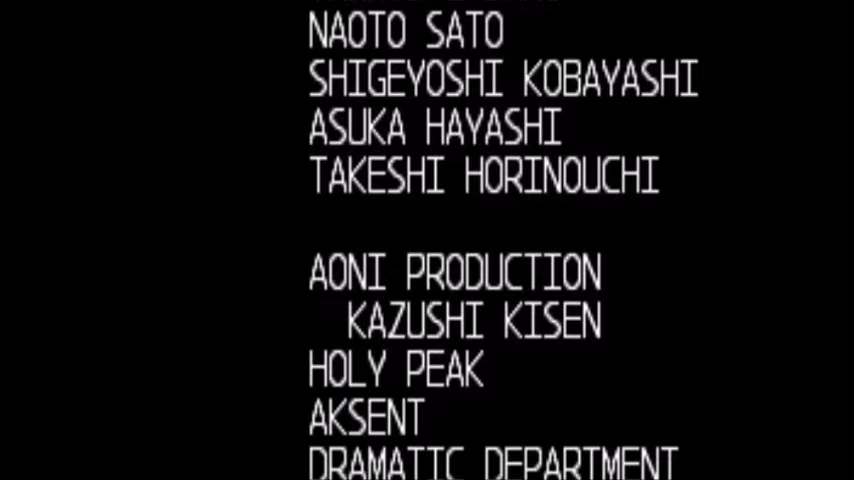 NAOTO SATO
SHIGEYOSHI KOBAYASHI
ASUKA HAYASHI
TAKESHI HORINOUCHI
AONI PRODUCTION
KAZUSHI KISEN
HOLY PEAK
AKSENT
DRAMATIC DEPARTMENT